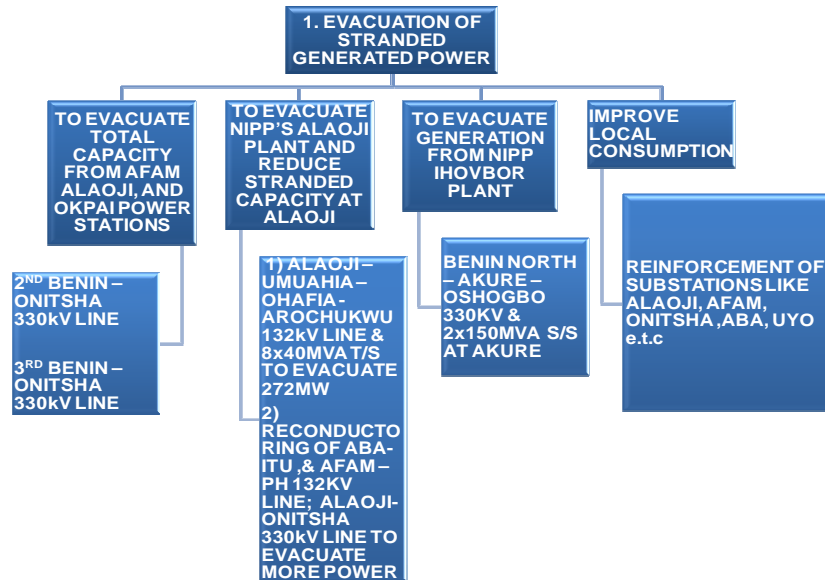 1. EVACUATION OF
STRANDED
GENERATED POWER
TO EVACUATE
TOTAL
CAPACITY
FROM AFAM
ALAOJI, AND
OKPAI POWER
STATIONS
2ND BENIN –
ONITSHA
330kV LINE
3RD BENIN –
ONITSHA
330kV LINE
TO EVACUATE
NIPP'S ALAOJI
PLANT AND
REDUCE
STRANDED
CAPACITY AT
ALAOJI
1) ALAOJI –
UMUAHIA –
OHAFIA-
AROCHUKWU
132kV LINE &
8x40MVA T/S
TO EVACUATE
272MW
2)
RECONDUCTO
RING OF ABA-
ITU ,& AFAM –
PH 132KV
LINE; ALAOJI-
ONITSHA
330kV LINE TO
EVACUATE
MORE POWER
TO EVACUATE
GENERATION
FROM NIPP
IHOVBOR
PLANT
BENIN NORTH
– AKURE –
OSHOGBO
330KV &
2x150MVA S/S
AT AKURE
IMPROVE
LOCAL
CONSUMPTION
REINFORCEMENT OF
SUBSTATIONS LIKE
ALAOJI, AFAM,
ONITSHA ,ABA, UYO
e.t.c